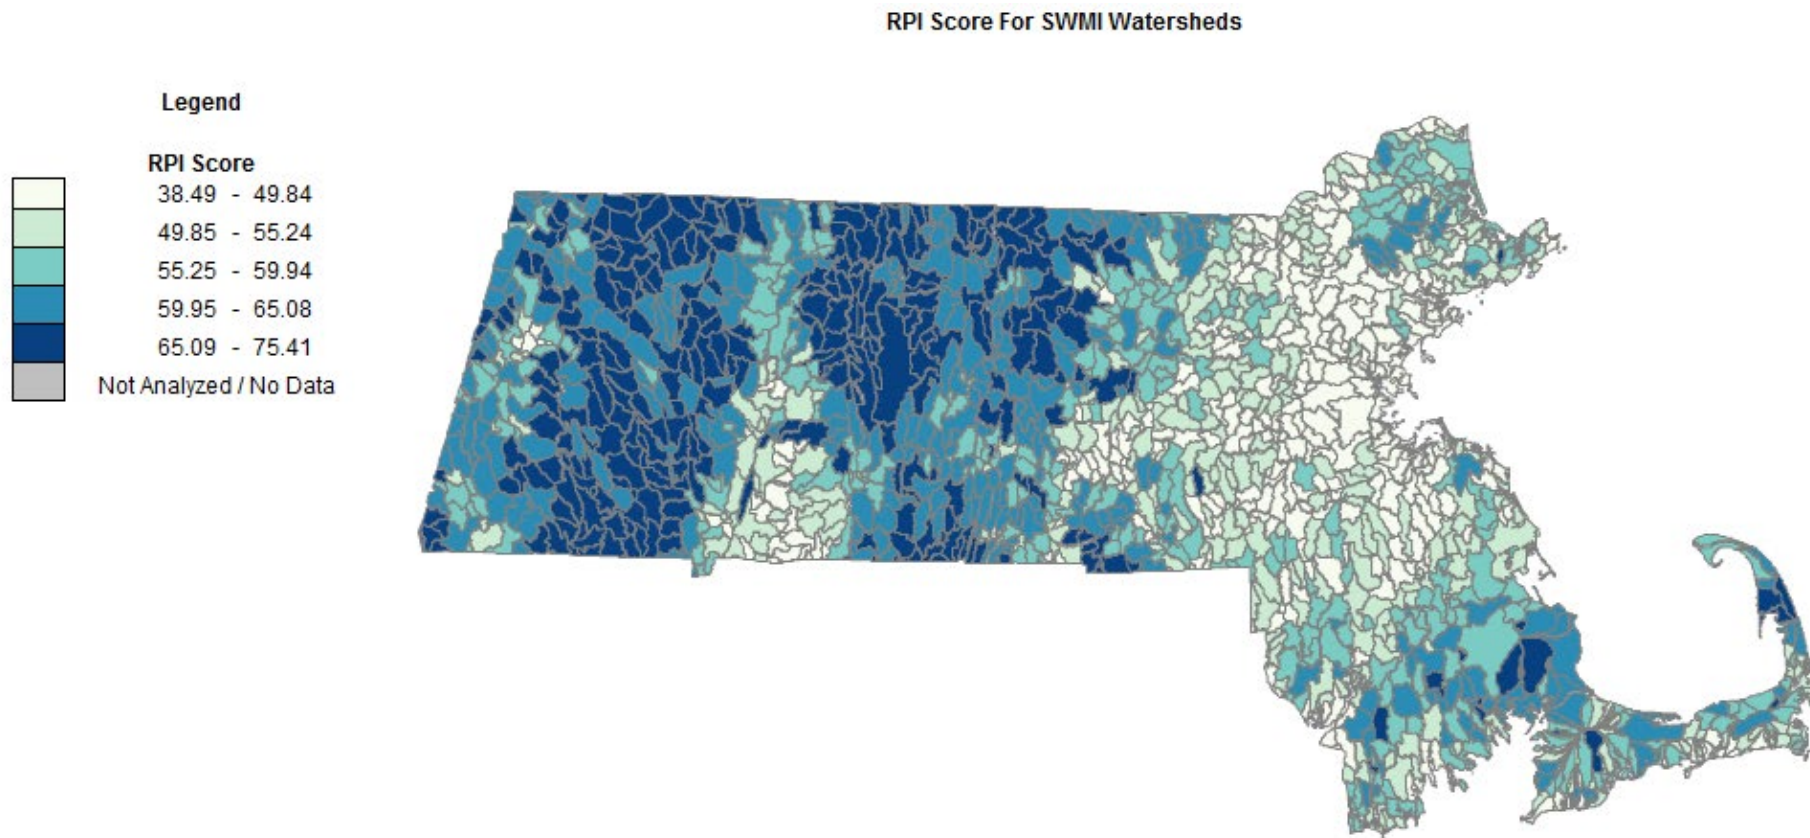 RPI Score For SWMI Watersheds
Legend
RPI Score
38.49 - 49.84
49.85 - 55.24
55.25 - 59.94
59.95 - 65.08
65.09 - 75.41
Not Analyzed / No Data